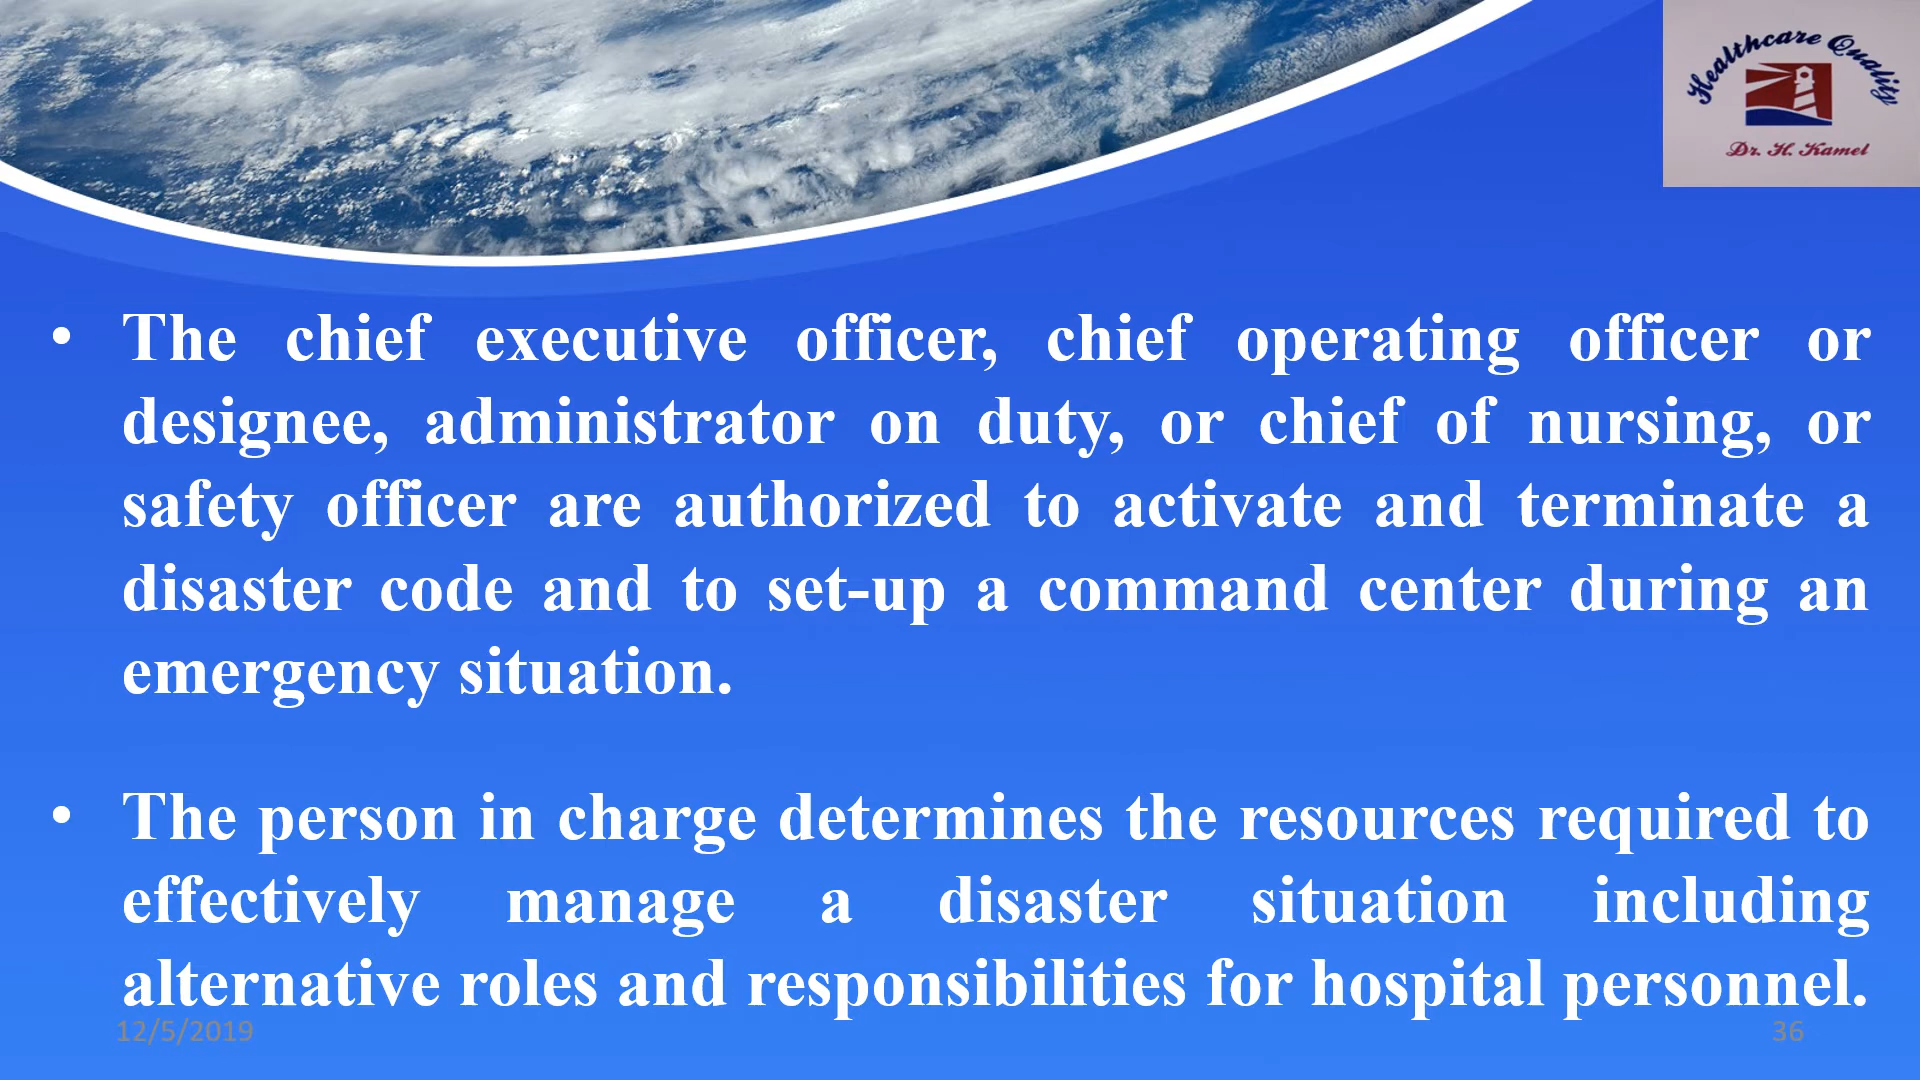 Healthcare Quality
Dr. H. Kamel
• The chief executive officer, chief operating officer or
designee, administrator on duty, or chief of nursing, or
safety officer are authorized to activate and terminate a
disaster code and to set-up a command center during an
emergency situation.
• The person in charge determines the resources required to
effectively manage a disaster situation including
alternative roles and responsibilities for hospital personnel.
12/5/2019
36